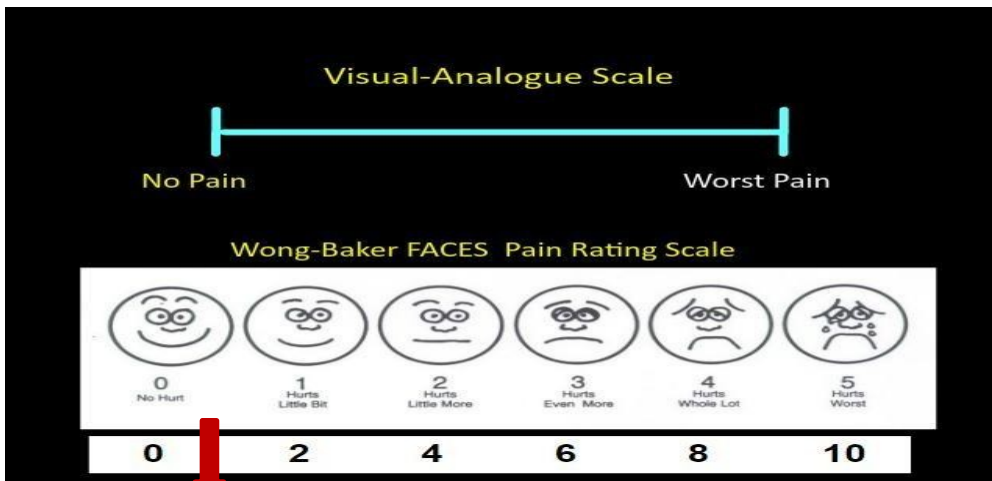 Visual-Analogue Scale
No Pain Worst Pain
Wong-Baker FACES Pain Rating Scale
0 1 2 3 4 5
No Hurt Hurts Little Bit Hurts Little More Hurts Even More Hurts Whole Lot Hurts Worst
0 2 4 6 8 10